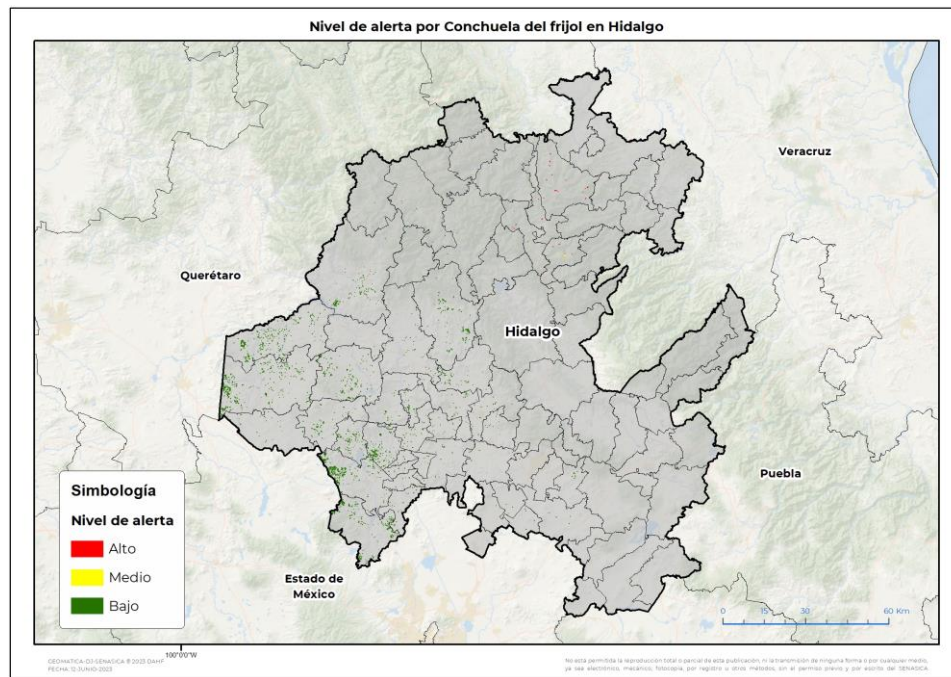 Nivel de alerta por Conchuela del frijol en Hidalgo
Veracruz
Querétaro
Hidalgo
Puebla
Simbología
Nivel de alerta
Alto
Medio
Bajo
Estado de
México
0 15 30 60 Km
100°0'0"W
GEOMATICA-DJ-SENASICA ® 2023 DAHF
FECHA: 12-JUNIO-2023
No está permitida la reproducción total o parcial de esta publicación, ni la transmisión de ninguna forma o por cualquier medio,
ya sea electrónico, mecánico, fotocopia, por registro u otros métodos, sin el permiso previo y por escrito del SENASICA.